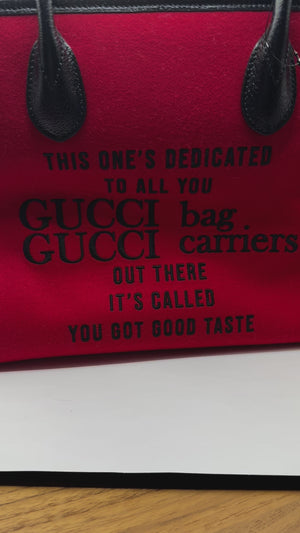 THIS ONE'S DEDICATED
TO ALL YOU
GUCCI bag
GUCCI carriers
OUT THERE
IT'S CALLED
YOU GOT GOOD TASTE